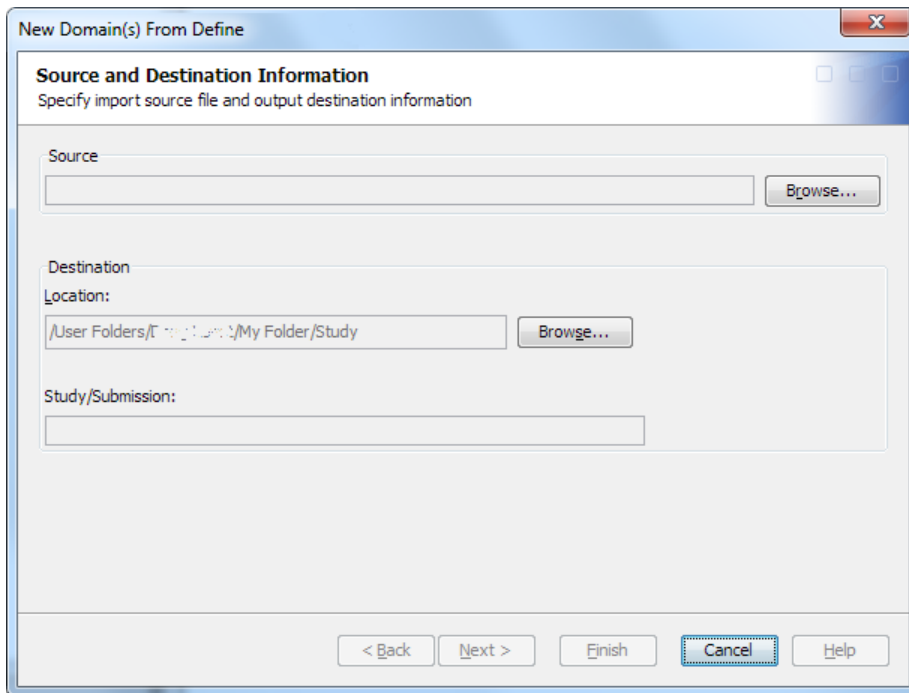 New Domain(s) From Define
Source and Destination Information
Specify import source file and output destination information
Source
Browse...
Destination
Location:
/User Folders/ /My Folder/Study
Browse...
Study/Submission:
< Back
Next >
Finish
Cancel
Help